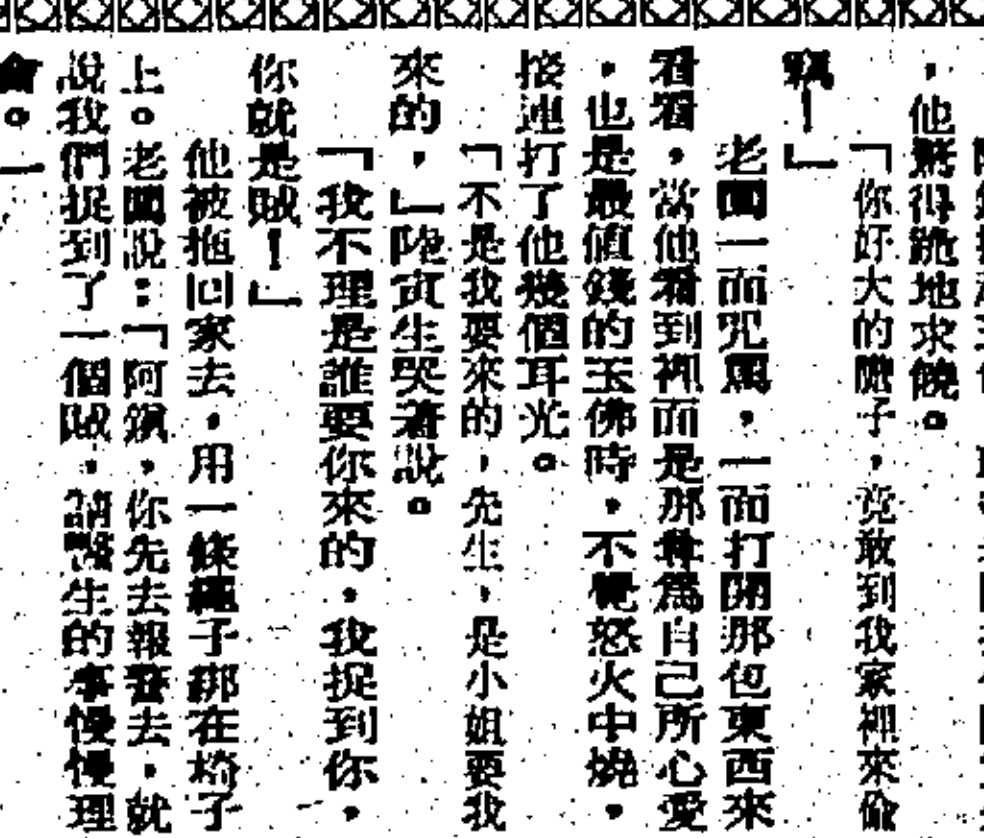 ，他驚得跪地求饒。
「你好大的膽子，竟敢到我家裡來偷
竊！」
老闆一面咒罵，一面打開那包東西來
看看，當他看到裡面是那尊爲自己所心愛
，也是最值錢的玉佛時，不覺怒火中燒，
接連打了他幾個耳光。
「不是我要來的，先生，是小姐要我
來的，」陸寅生哭著說。
「我不理是誰要你來的，我捉到你，
你就是賊！」
他被拖回家去，用一條繩子綁在椅子
上。老闆說：「阿鎭，你先去報警去，就
說我們捉到了一個賊，請醫生的事慢慢理
會。」